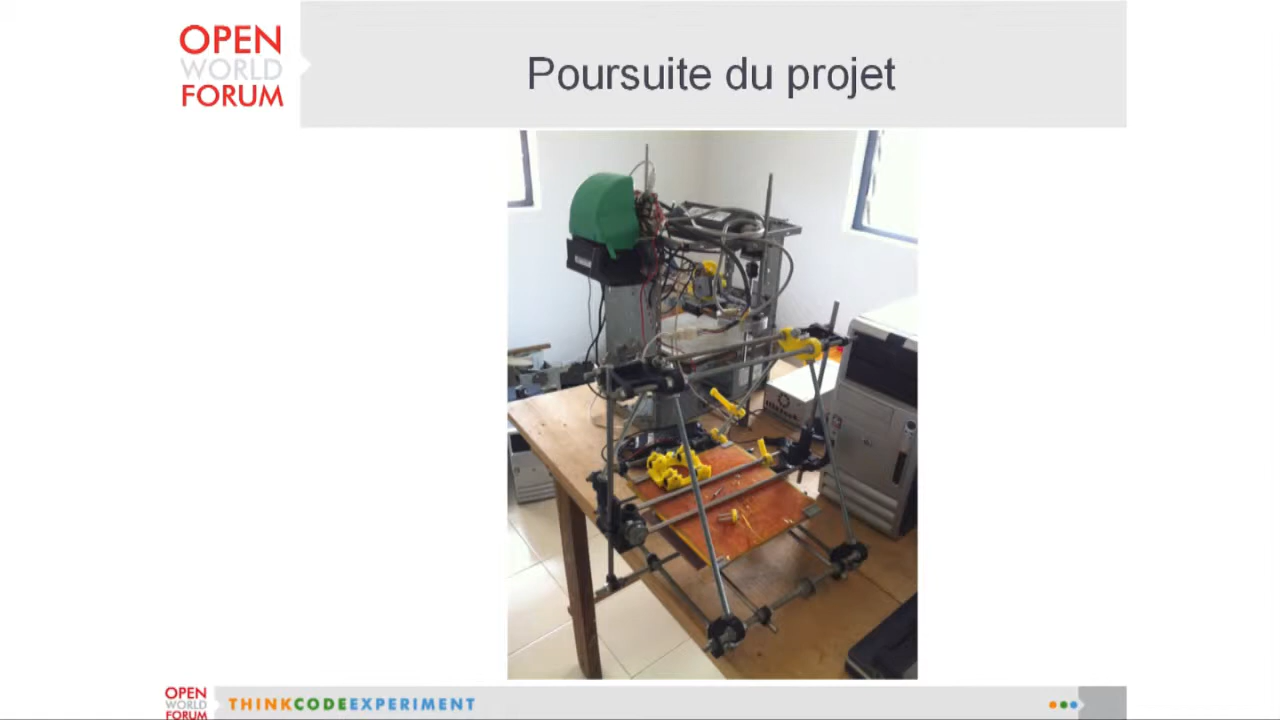 OPEN
WORLD
FORUM
Poursuite du projet
OPEN
WORLD
FORUM
THINKCODEEXPERIMENT